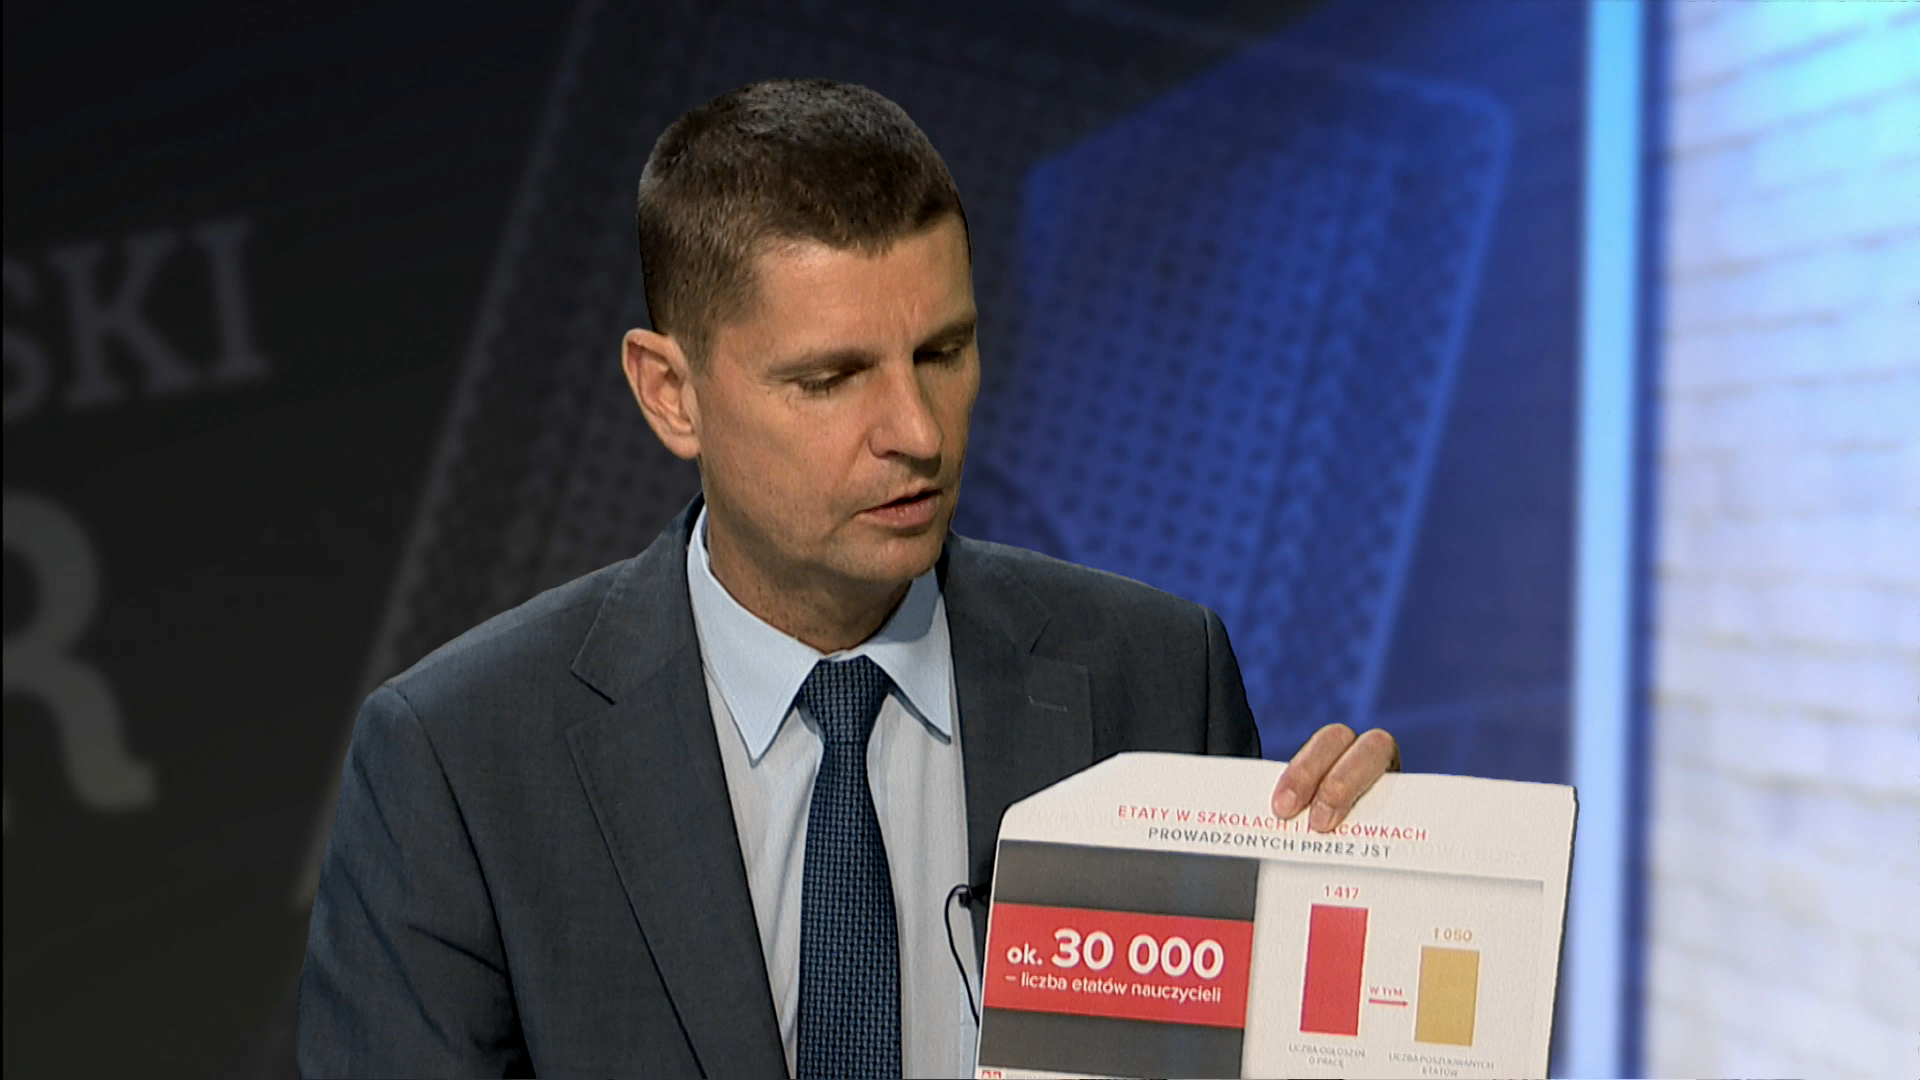 SKI
R
ETATY W SZKOŁACH I PLACÓWKACH
PROWADZONYCH PRZEZ JST
ok. 30 000
– liczba etatów nauczycieli
1 417
1 050
W TYM
LICZBA OGŁOSZEŃ
O PRACĘ
LICZBA POSZUKIWANYCH
ETATÓW